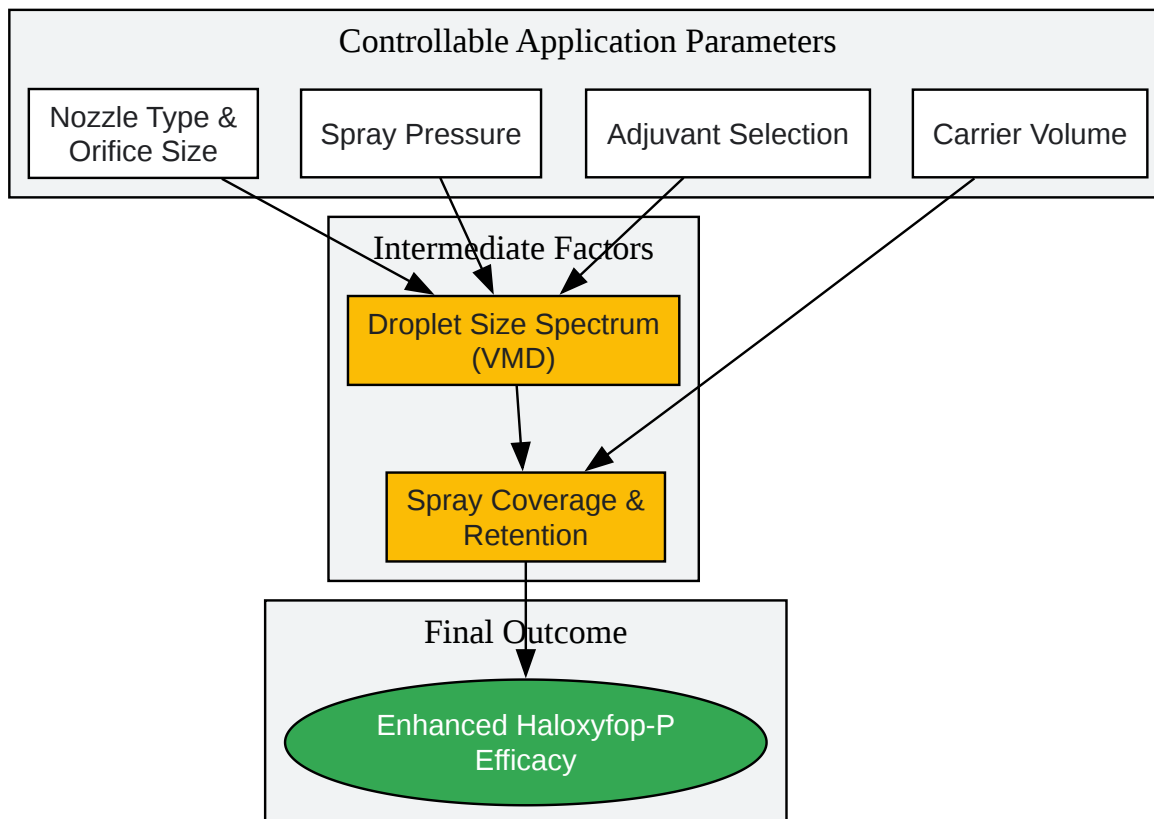 Controllable Application Parameters
Nozzle Type &
Orifice Size
Spray Pressure
Adjuvant Selection
Carrier Volume
Intermediate Factors
Droplet Size Spectrum
(VMD)
Spray Coverage &
Retention
Final Outcome
Enhanced Haloxyfop-P
Efficacy